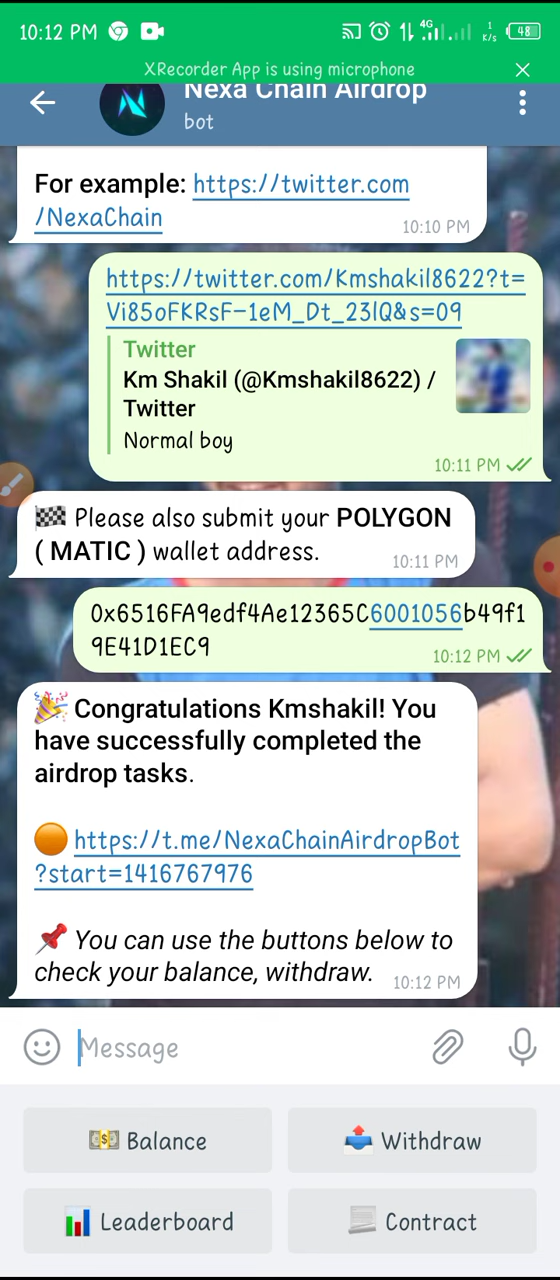 10:12 PM 4G 1 K/s 48
XRecorder App is using microphone
Nexa Chain Airdrop
bot
For example: https://twitter.com
/NexaChain
10:10 PM
https://twitter.com/Kmshakil8622?t=
Vi85oFKRsF-1eM_Dt_23lQ&s=09
Twitter
Km Shakil (@Kmshakil8622) /
Twitter
Normal boy
10:11 PM
Please also submit your POLYGON
( MATIC ) wallet address.
10:11 PM
0x6516FA9edf4Ae12365C6001056b49f1
9E41D1EC9
10:12 PM
Congratulations Kmshakil! You
have successfully completed the
airdrop tasks.
https://t.me/NexaChainAirdropBot
?start=1416767976
You can use the buttons below to
check your balance, withdraw.
10:12 PM
Message
Balance
Withdraw
Leaderboard
Contract